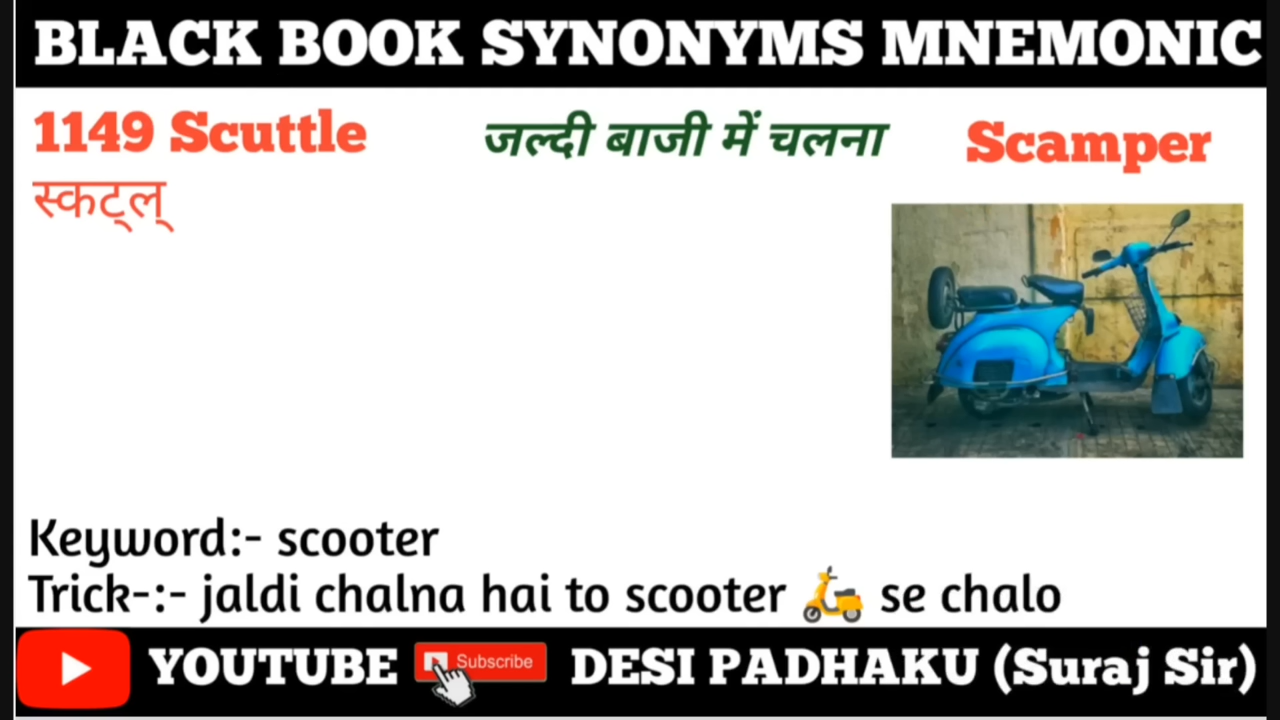 BLACK BOOK SYNONYMS MNEMONIC
1149 Scuttle जल्दी बाजी में चलना Scamper
स्कट्ल्
Keyword:- scooter
Trick-:- jaldi chalna hai to scooter 🛵 se chalo
YOUTUBE Subscribe DESI PADHAKU (Suraj Sir)